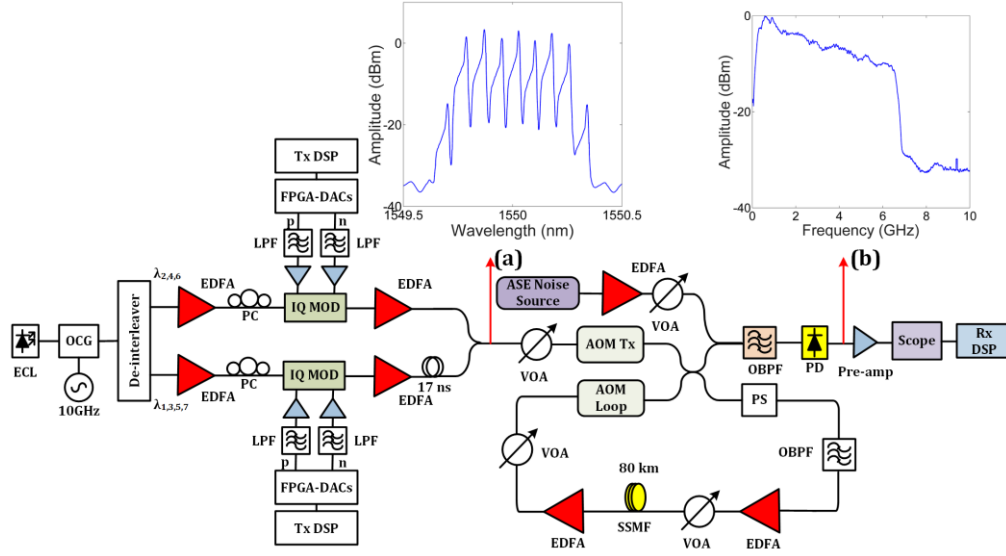 Amplitude (dBm)
0
-20
-40
1549.5
1550
1550.5
Wavelength (nm)
Amplitude (dBm)
0
-20
-40
0
2
4
6
8
10
Frequency (GHz)
(a)
(b)
Tx DSP
FPGA-DACs
p
n
LPF
LPF
λ2,4,6
EDFA
PC
IQ MOD
EDFA
ECL
OCG
10GHz
De-interleaver
λ1,3,5,7
EDFA
PC
IQ MOD
EDFA
17 ns
LPF
LPF
p
n
FPGA-DACs
Tx DSP
ASE Noise
Source
EDFA
VOA
VOA
AOM Tx
AOM
Loop
OBPF
PD
Pre-amp
Scope
Rx
DSP
PS
OBPF
VOA
EDFA
80 km
SSMF
VOA
EDFA